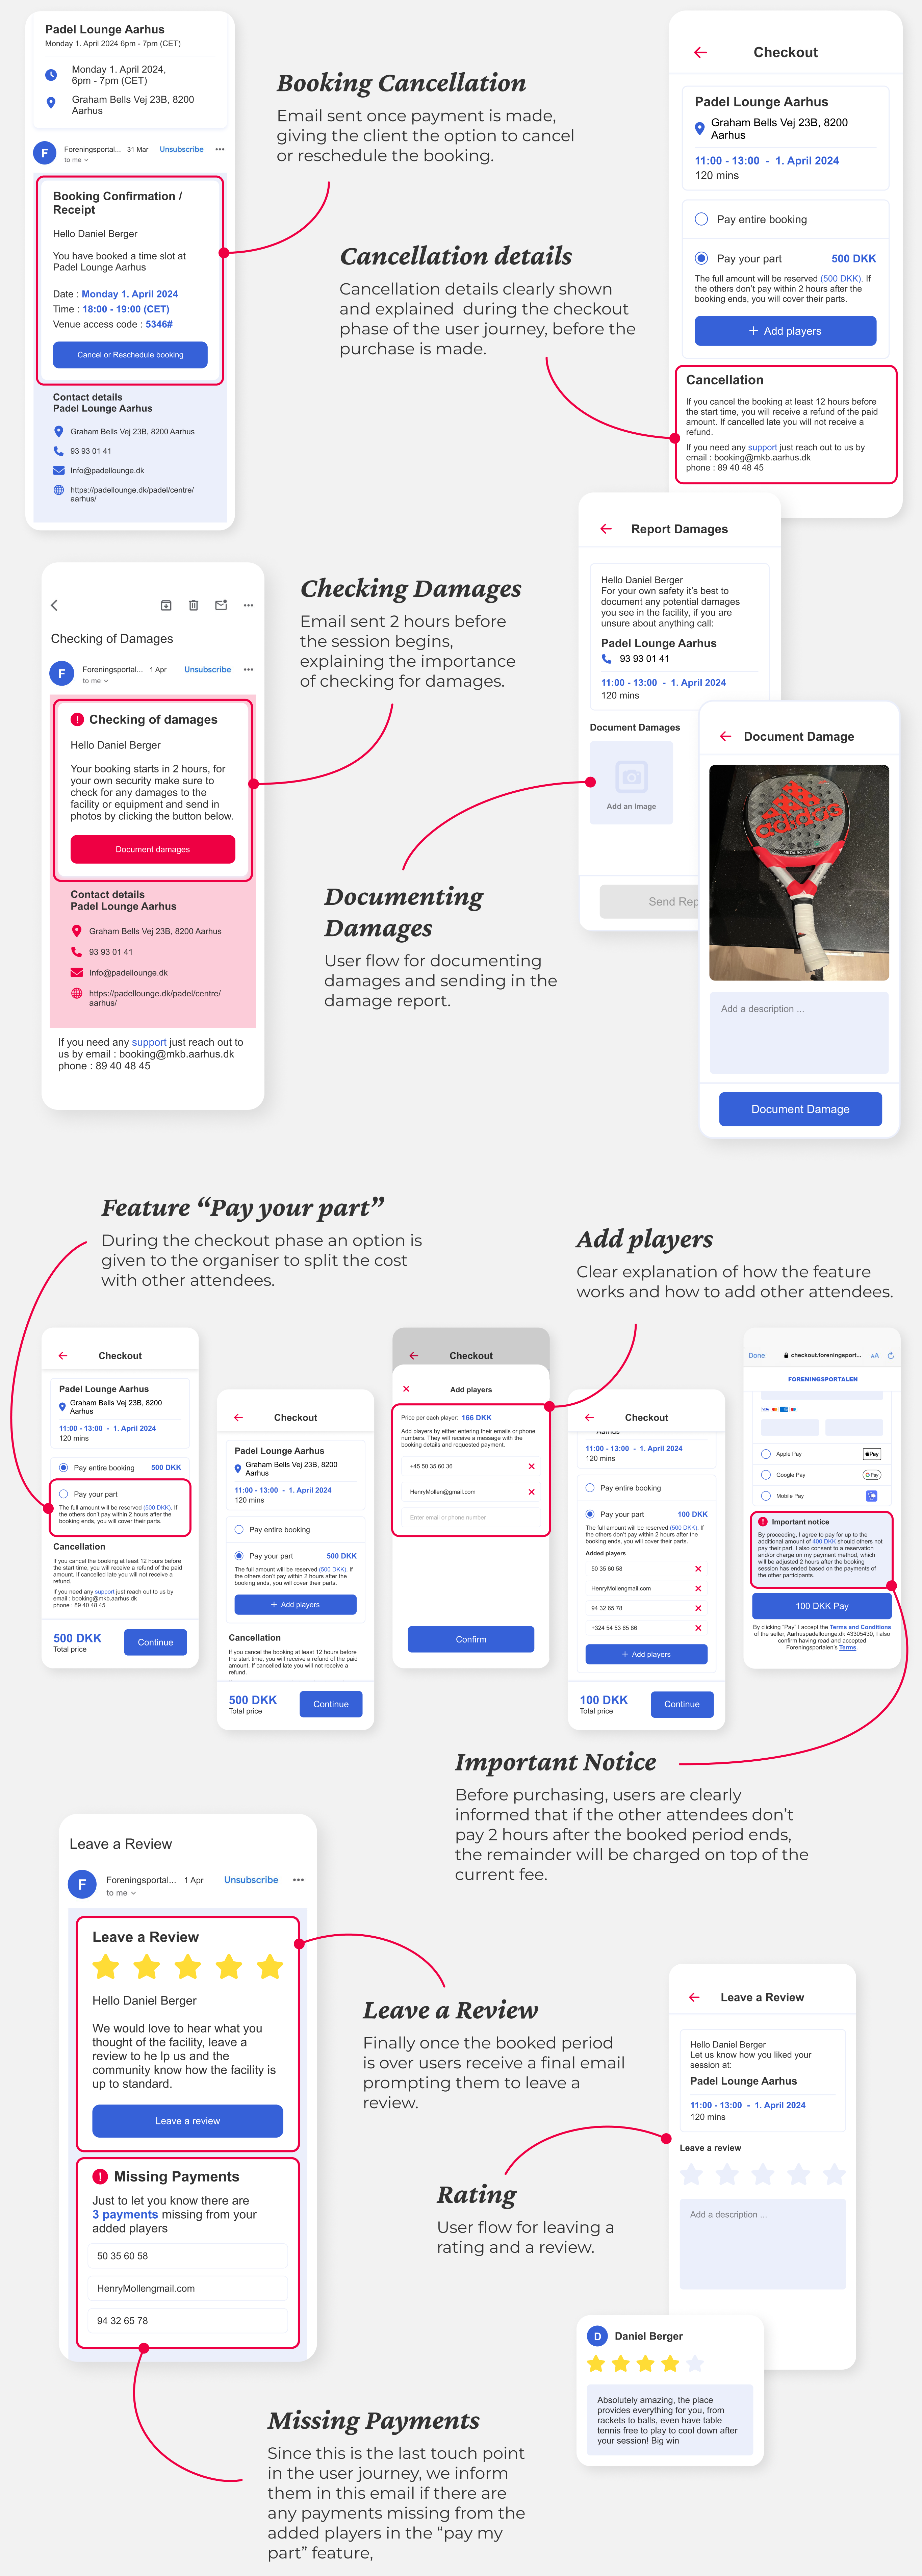 Padel Lounge Aarhus
Monday 1. April 2024 6pm - 7pm (CET)
Monday 1. April 2024,
6pm - 7pm (CET)
Graham Bells Vej 23B, 8200
Aarhus
F
Foreningsportal... 31 Mar Unsubscribe
to me
Booking Confirmation /
Receipt
Hello Daniel Berger
You have booked a time slot at
Padel Lounge Aarhus
Date : Monday 1. April 2024
Time : 18:00 - 19:00 (CET)
Venue access code : 5346#
Cancel or Reschedule booking
Contact details
Padel Lounge Aarhus
Graham Bells Vej 23B, 8200 Aarhus
93 93 01 41
Info@padellounge.dk
https://padellounge.dk/padel/centre/
aarhus/
Booking Cancellation
Email sent once payment is made,
giving the client the option to cancel
or reschedule the booking.
Cancellation details
Cancellation details clearly shown
and explained during the checkout
phase of the user journey, before the
purchase is made.
Checkout
Padel Lounge Aarhus
Graham Bells Vej 23B, 8200
Aarhus
11:00 - 13:00 - 1. April 2024
120 mins
Pay entire booking
Pay your part 500 DKK
The full amount will be reserved (500 DKK). If
the others don't pay within 2 hours after the
booking ends, you will cover their parts.
+ Add players
Cancellation
If you cancel the booking at least 12 hours before
the start time, you will receive a refund of the paid
amount. If cancelled late you will not receive a
refund.
If you need any support just reach out to us by
email : booking@mkb.aarhus.dk
phone : 89 40 48 45
Checking of Damages
F
Foreningsportal... 1 Apr Unsubscribe
to me
! Checking of damages
Hello Daniel Berger
Your booking starts in 2 hours, for
your own security make sure to
check for any damages to the
facility or equipment and send in
photos by clicking the button below.
Document damages
Contact details
Padel Lounge Aarhus
Graham Bells Vej 23B, 8200 Aarhus
93 93 01 41
Info@padellounge.dk
https://padellounge.dk/padel/centre/
aarhus/
If you need any support just reach out to
us by email : booking@mkb.aarhus.dk
phone : 89 40 48 45
Checking Damages
Email sent 2 hours before
the session begins,
explaining the importance
of checking for damages.
Documenting
Damages
User flow for documenting
damages and sending in the
damage report.
Report Damages
Hello Daniel Berger
For your own safety it's best to
document any potential damages
you see in the facility, if you are
unsure about anything call:
Padel Lounge Aarhus
93 93 01 41
11:00 - 13:00 - 1. April 2024
120 mins
Document Damages
Add an Image
Send Rep
Document Damage
adidas
METALBONE HRD
Add a description ...
Document Damage
Feature “Pay your part”
During the checkout phase an option is
given to the organiser to split the cost
with other attendees.
Add players
Clear explanation of how the feature
works and how to add other attendees.
Checkout
Padel Lounge Aarhus
Graham Bells Vej 23B, 8200
Aarhus
11:00 - 13:00 - 1. April 2024
120 mins
Pay entire booking 500 DKK
Pay your part
The full amount will be reserved (500 DKK). If
the others don't pay within 2 hours after the
booking ends, you will cover their parts.
Cancellation
If you cancel the booking at least 12 hours before
the start time, you will receive a refund of the paid
amount. If cancelled late you will not receive a
refund.
If you need any support just reach out to us by
email : booking@mkb.aarhus.dk
phone : 89 40 48 45
500 DKK
Total price
Continue
Checkout
Padel Lounge Aarhus
Graham Bells Vej 23B, 8200
Aarhus
11:00 - 13:00 - 1. April 2024
120 mins
Pay entire booking
Pay your part 500 DKK
The full amount will be reserved (500 DKK). If
the others don't pay within 2 hours after the
booking ends, you will cover their parts.
+ Add players
Cancellation
If you cancel the booking at least 12 hours before
the start time, you will receive a refund of the paid
amount. If cancelled late you will not receive a
refund.
500 DKK
Total price
Continue
Checkout
Add players
Price per each player: 166 DKK
Add players by either entering their emails or phone
numbers. They will receive a message with the
booking details and requested payment.
+45 50 35 60 36
HenryMollen@gmail.com
Enter email or phone number
Confirm
Checkout
Aarhus
11:00 - 13:00 - 1. April 2024
120 mins
Pay entire booking
Pay your part 100 DKK
The full amount will be reserved (500 DKK). If
the others don't pay within 2 hours after the
booking ends, you will cover their parts.
Added players
50 35 60 58
HenryMollengmail.com
94 32 65 78
+324 54 53 65 86
+ Add players
100 DKK
Total price
Continue
Done checkout.foreningsport... AA
FORENINGSPORTALEN
VISA
Apple Pay Pay
Google Pay G Pay
Mobile Pay
! Important notice
By proceeding, I agree to pay for up to the
additional amount of 400 DKK should others not
pay their part. I also consent to a reservation
and/or charge on my payment method, which
will be adjusted 2 hours after the booking
session has ended based on the payments of
the other participants.
100 DKK Pay
By clicking "Pay" I accept the Terms and Conditions
of the seller, Aarhuspadellounge.dk 43305430, I also
confirm having read and accepted
Foreningsportalen's Terms.
Important Notice
Before purchasing, users are clearly
informed that if the other attendees don’t
pay 2 hours after the booked period ends,
the remainder will be charged on top of the
current fee.
Leave a Review
F
Foreningsportal... 1 Apr Unsubscribe
to me
Leave a Review
Hello Daniel Berger
We would love to hear what you
thought of the facility, leave a
review to he lp us and the
community know how the facility is
up to standard.
Leave a review
! Missing Payments
Just to let you know there are
3 payments missing from your
added players
50 35 60 58
HenryMollengmail.com
94 32 65 78
Leave a Review
Finally once the booked period
is over users receive a final email
prompting them to leave a
review.
Rating
User flow for leaving a
rating and a review.
Leave a Review
Hello Daniel Berger
Let us know how you liked your
session at:
Padel Lounge Aarhus
11:00 - 13:00 - 1. April 2024
120 mins
Leave a review
Add a description ...
D
Daniel Berger
Absolutely amazing, the place
provides everything for you, from
rackets to balls, even have table
tennis free to play to cool down after
your session! Big win
Missing Payments
Since this is the last touch point
in the user journey, we inform
them in this email if there are
any payments missing from the
added players in the “pay my
part” feature,